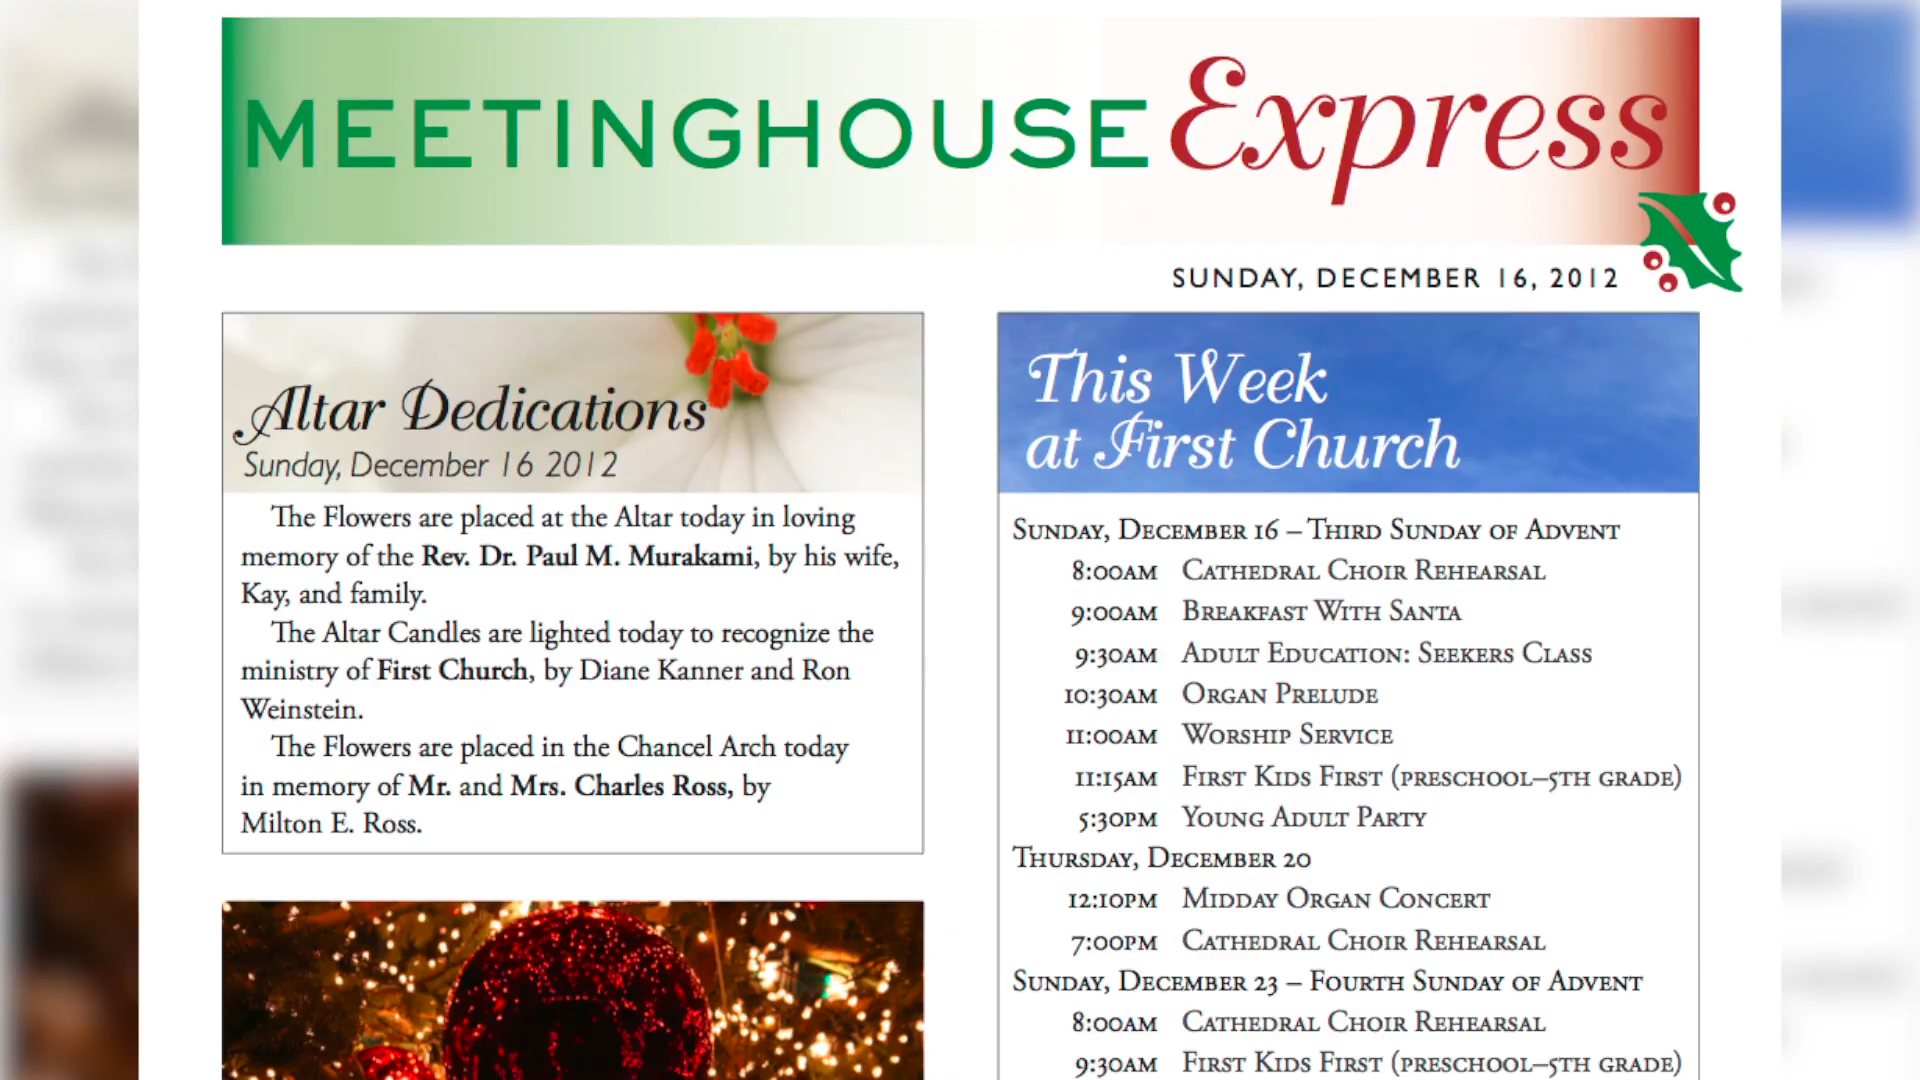 MEETINGHOUSE Express
SUNDAY, DECEMBER 16, 2012
Altar Dedications
Sunday, December 16 2012
The Flowers are placed at the Altar today in loving
memory of the Rev. Dr. Paul M. Murakami, by his wife,
Kay, and family.
The Altar Candles are lighted today to recognize the
ministry of First Church, by Diane Kanner and Ron
Weinstein.
The Flowers are placed in the Chancel Arch today
in memory of Mr. and Mrs. Charles Ross, by
Milton E. Ross.
This Week
at First Church
Sunday, December 16 – Third Sunday of Advent
8:00am Cathedral Choir Rehearsal
9:00am Breakfast With Santa
9:30am Adult Education: Seekers Class
10:30am Organ Prelude
11:00am Worship Service
11:15am First Kids First (preschool–5th grade)
5:30pm Young Adult Party
Thursday, December 20
12:10pm Midday Organ Concert
7:00pm Cathedral Choir Rehearsal
Sunday, December 23 – Fourth Sunday of Advent
8:00am Cathedral Choir Rehearsal
9:30am First Kids First (preschool–5th grade)